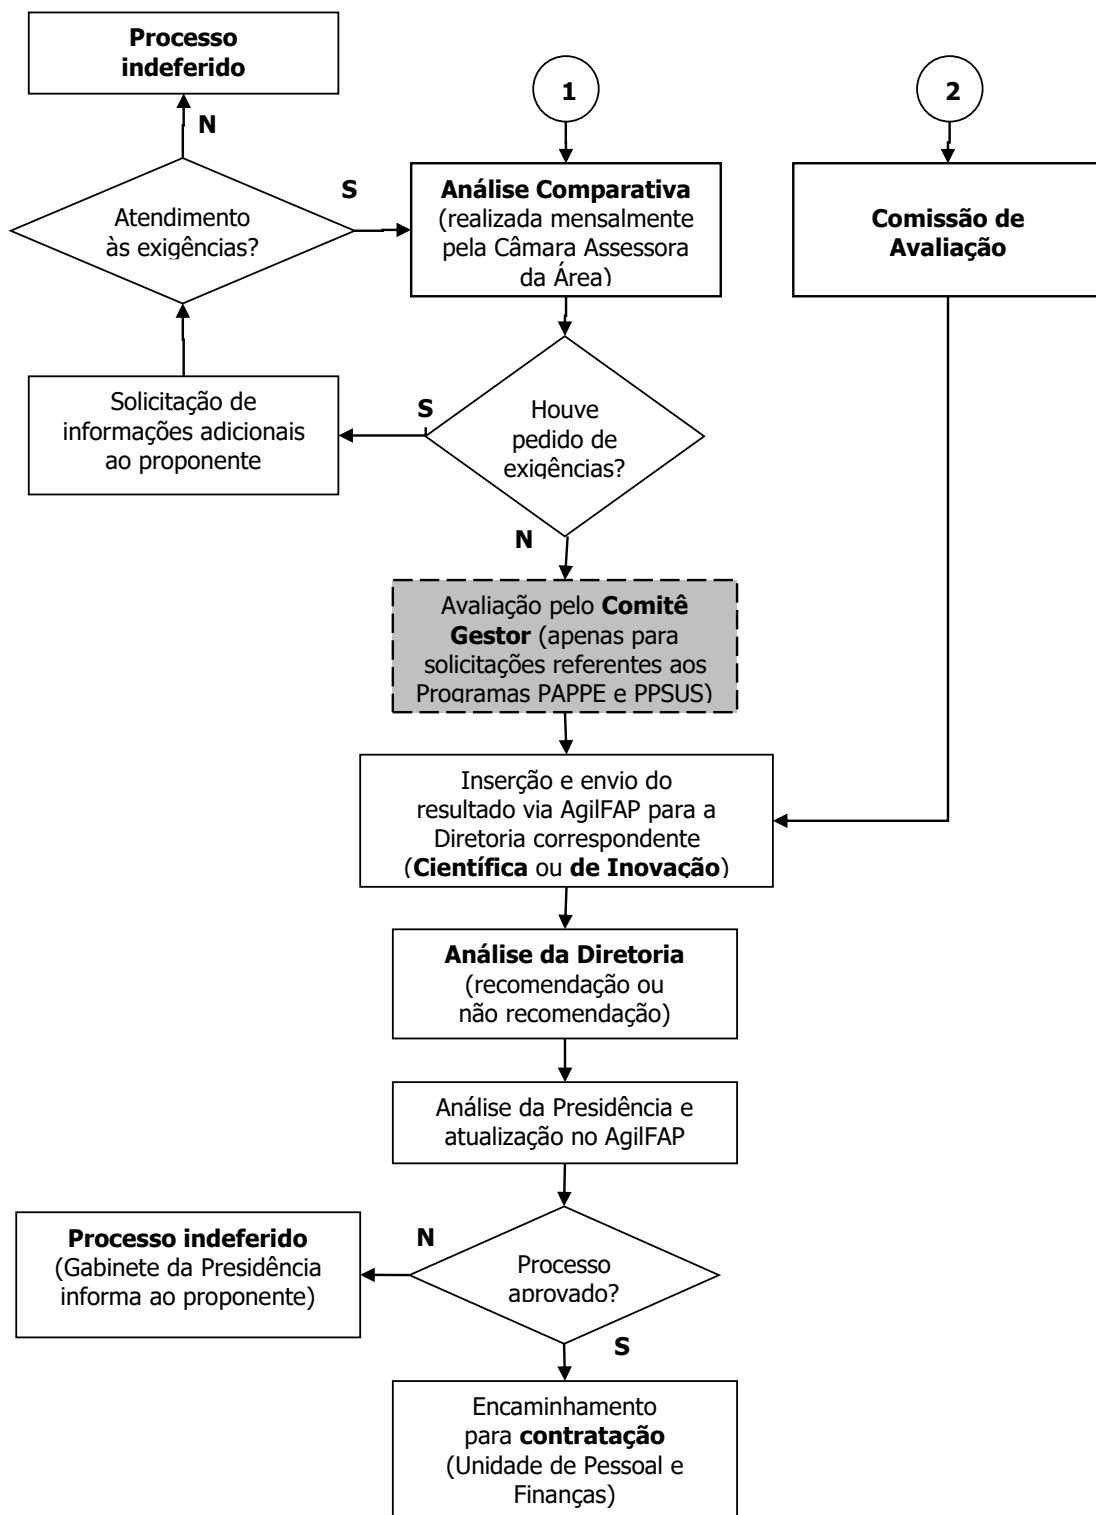 Processo
indeferido
1
2
N
S
Atendimento
às exigências?
Análise Comparativa
(realizada mensalmente
pela Câmara Assessora
da Área)
Comissão de
Avaliação
Solicitação de
informações adicionais
ao proponente
S
Houve
pedido de
exigências?
N
Avaliação pelo Comitê
Gestor (apenas para
solicitações referentes aos
Programas PAPPE e PPSUS)
Inserção e envio do
resultado via AgilFAP para a
Diretoria correspondente
(Científica ou de Inovação)
Análise da Diretoria
(recomendação ou
não recomendação)
Análise da Presidência e
atualização no AgilFAP
Processo indeferido
(Gabinete da Presidência
informa ao proponente)
N
Processo
aprovado?
S
Encaminhamento
para contratação
(Unidade de Pessoal e
Finanças)